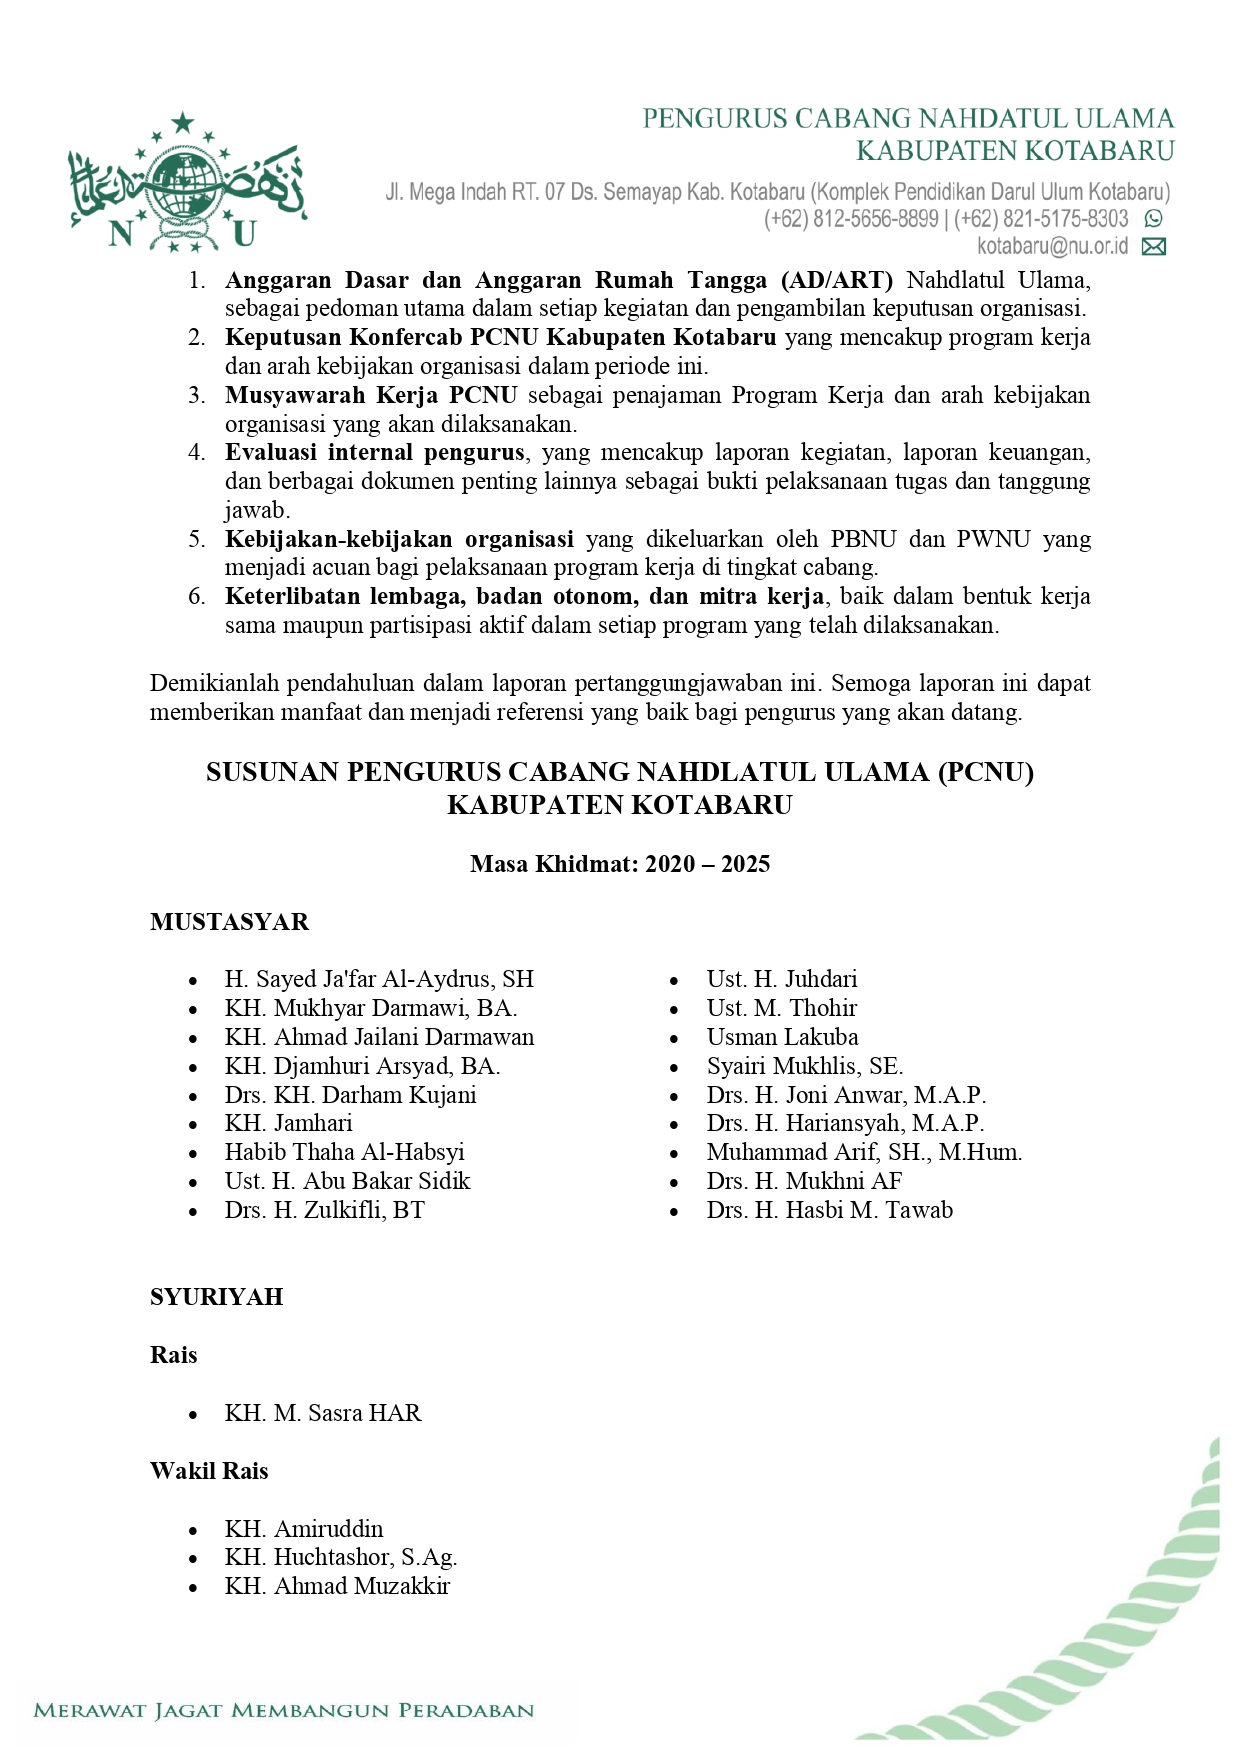 نهضة العلماء
N U
PENGURUS CABANG NAHDATUL ULAMA
KABUPATEN KOTABARU
Jl. Mega Indah RT. 07 Ds. Semayap Kab. Kotabaru (Komplek Pendidikan Darul Ulum Kotabaru)
(+62) 812-5656-8899 | (+62) 821-5175-8303
kotabaru@nu.or.id
1. Anggaran Dasar dan Anggaran Rumah Tangga (AD/ART) Nahdlatul Ulama,
sebagai pedoman utama dalam setiap kegiatan dan pengambilan keputusan organisasi.
2. Keputusan Konfercab PCNU Kabupaten Kotabaru yang mencakup program kerja
dan arah kebijakan organisasi dalam periode ini.
3. Musyawarah Kerja PCNU sebagai penajaman Program Kerja dan arah kebijakan
organisasi yang akan dilaksanakan.
4. Evaluasi internal pengurus, yang mencakup laporan kegiatan, laporan keuangan,
dan berbagai dokumen penting lainnya sebagai bukti pelaksanaan tugas dan tanggung
jawab.
5. Kebijakan-kebijakan organisasi yang dikeluarkan oleh PBNU dan PWNU yang
menjadi acuan bagi pelaksanaan program kerja di tingkat cabang.
6. Keterlibatan lembaga, badan otonom, dan mitra kerja, baik dalam bentuk kerja
sama maupun partisipasi aktif dalam setiap program yang telah dilaksanakan.
Demikianlah pendahuluan dalam laporan pertanggungjawaban ini. Semoga laporan ini dapat
memberikan manfaat dan menjadi referensi yang baik bagi pengurus yang akan datang.
SUSUNAN PENGURUS CABANG NAHDLATUL ULAMA (PCNU)
KABUPATEN KOTABARU
Masa Khidmat: 2020 – 2025
MUSTASYAR
• H. Sayed Ja'far Al-Aydrus, SH
• KH. Mukhyar Darmawi, BA.
• KH. Ahmad Jailani Darmawan
• KH. Djamhuri Arsyad, BA.
• Drs. KH. Darham Kujani
• KH. Jamhari
• Habib Thaha Al-Habsyi
• Ust. H. Abu Bakar Sidik
• Drs. H. Zulkifli, BT
• Ust. H. Juhdari
• Ust. M. Thohir
• Usman Lakuba
• Syairi Mukhlis, SE.
• Drs. H. Joni Anwar, M.A.P.
• Drs. H. Hariansyah, M.A.P.
• Muhammad Arif, SH., M.Hum.
• Drs. H. Mukhni AF
• Drs. H. Hasbi M. Tawab
SYURIYAH
Rais
• KH. M. Sasra HAR
Wakil Rais
• KH. Amiruddin
• KH. Huchtashor, S.Ag.
• KH. Ahmad Muzakkir
MERAWAT JAGAT MEMBANGUN PERADABAN